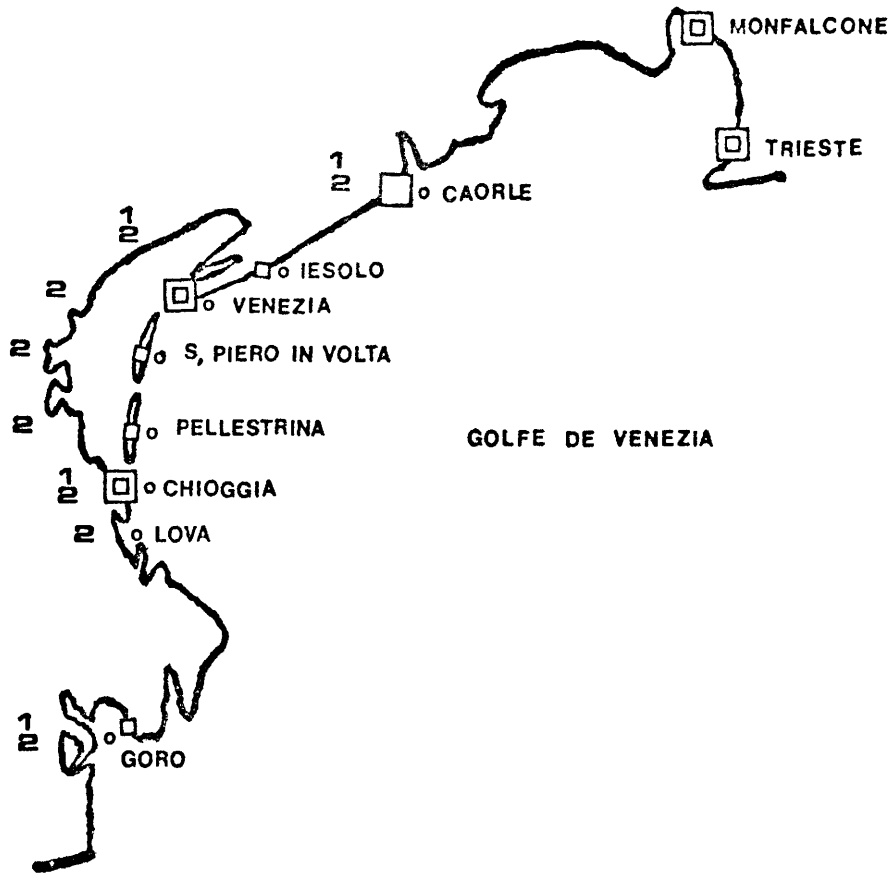 MONFALCONE
TRIESTE
1
2
CAORLE
1
2
IESOLO
2
VENEZIA
2
S, PIERO IN VOLTA
2
PELLESTRINA
GOLFE DE VENEZIA
1
2
CHIOGGIA
2
LOVA
1
2
GORO